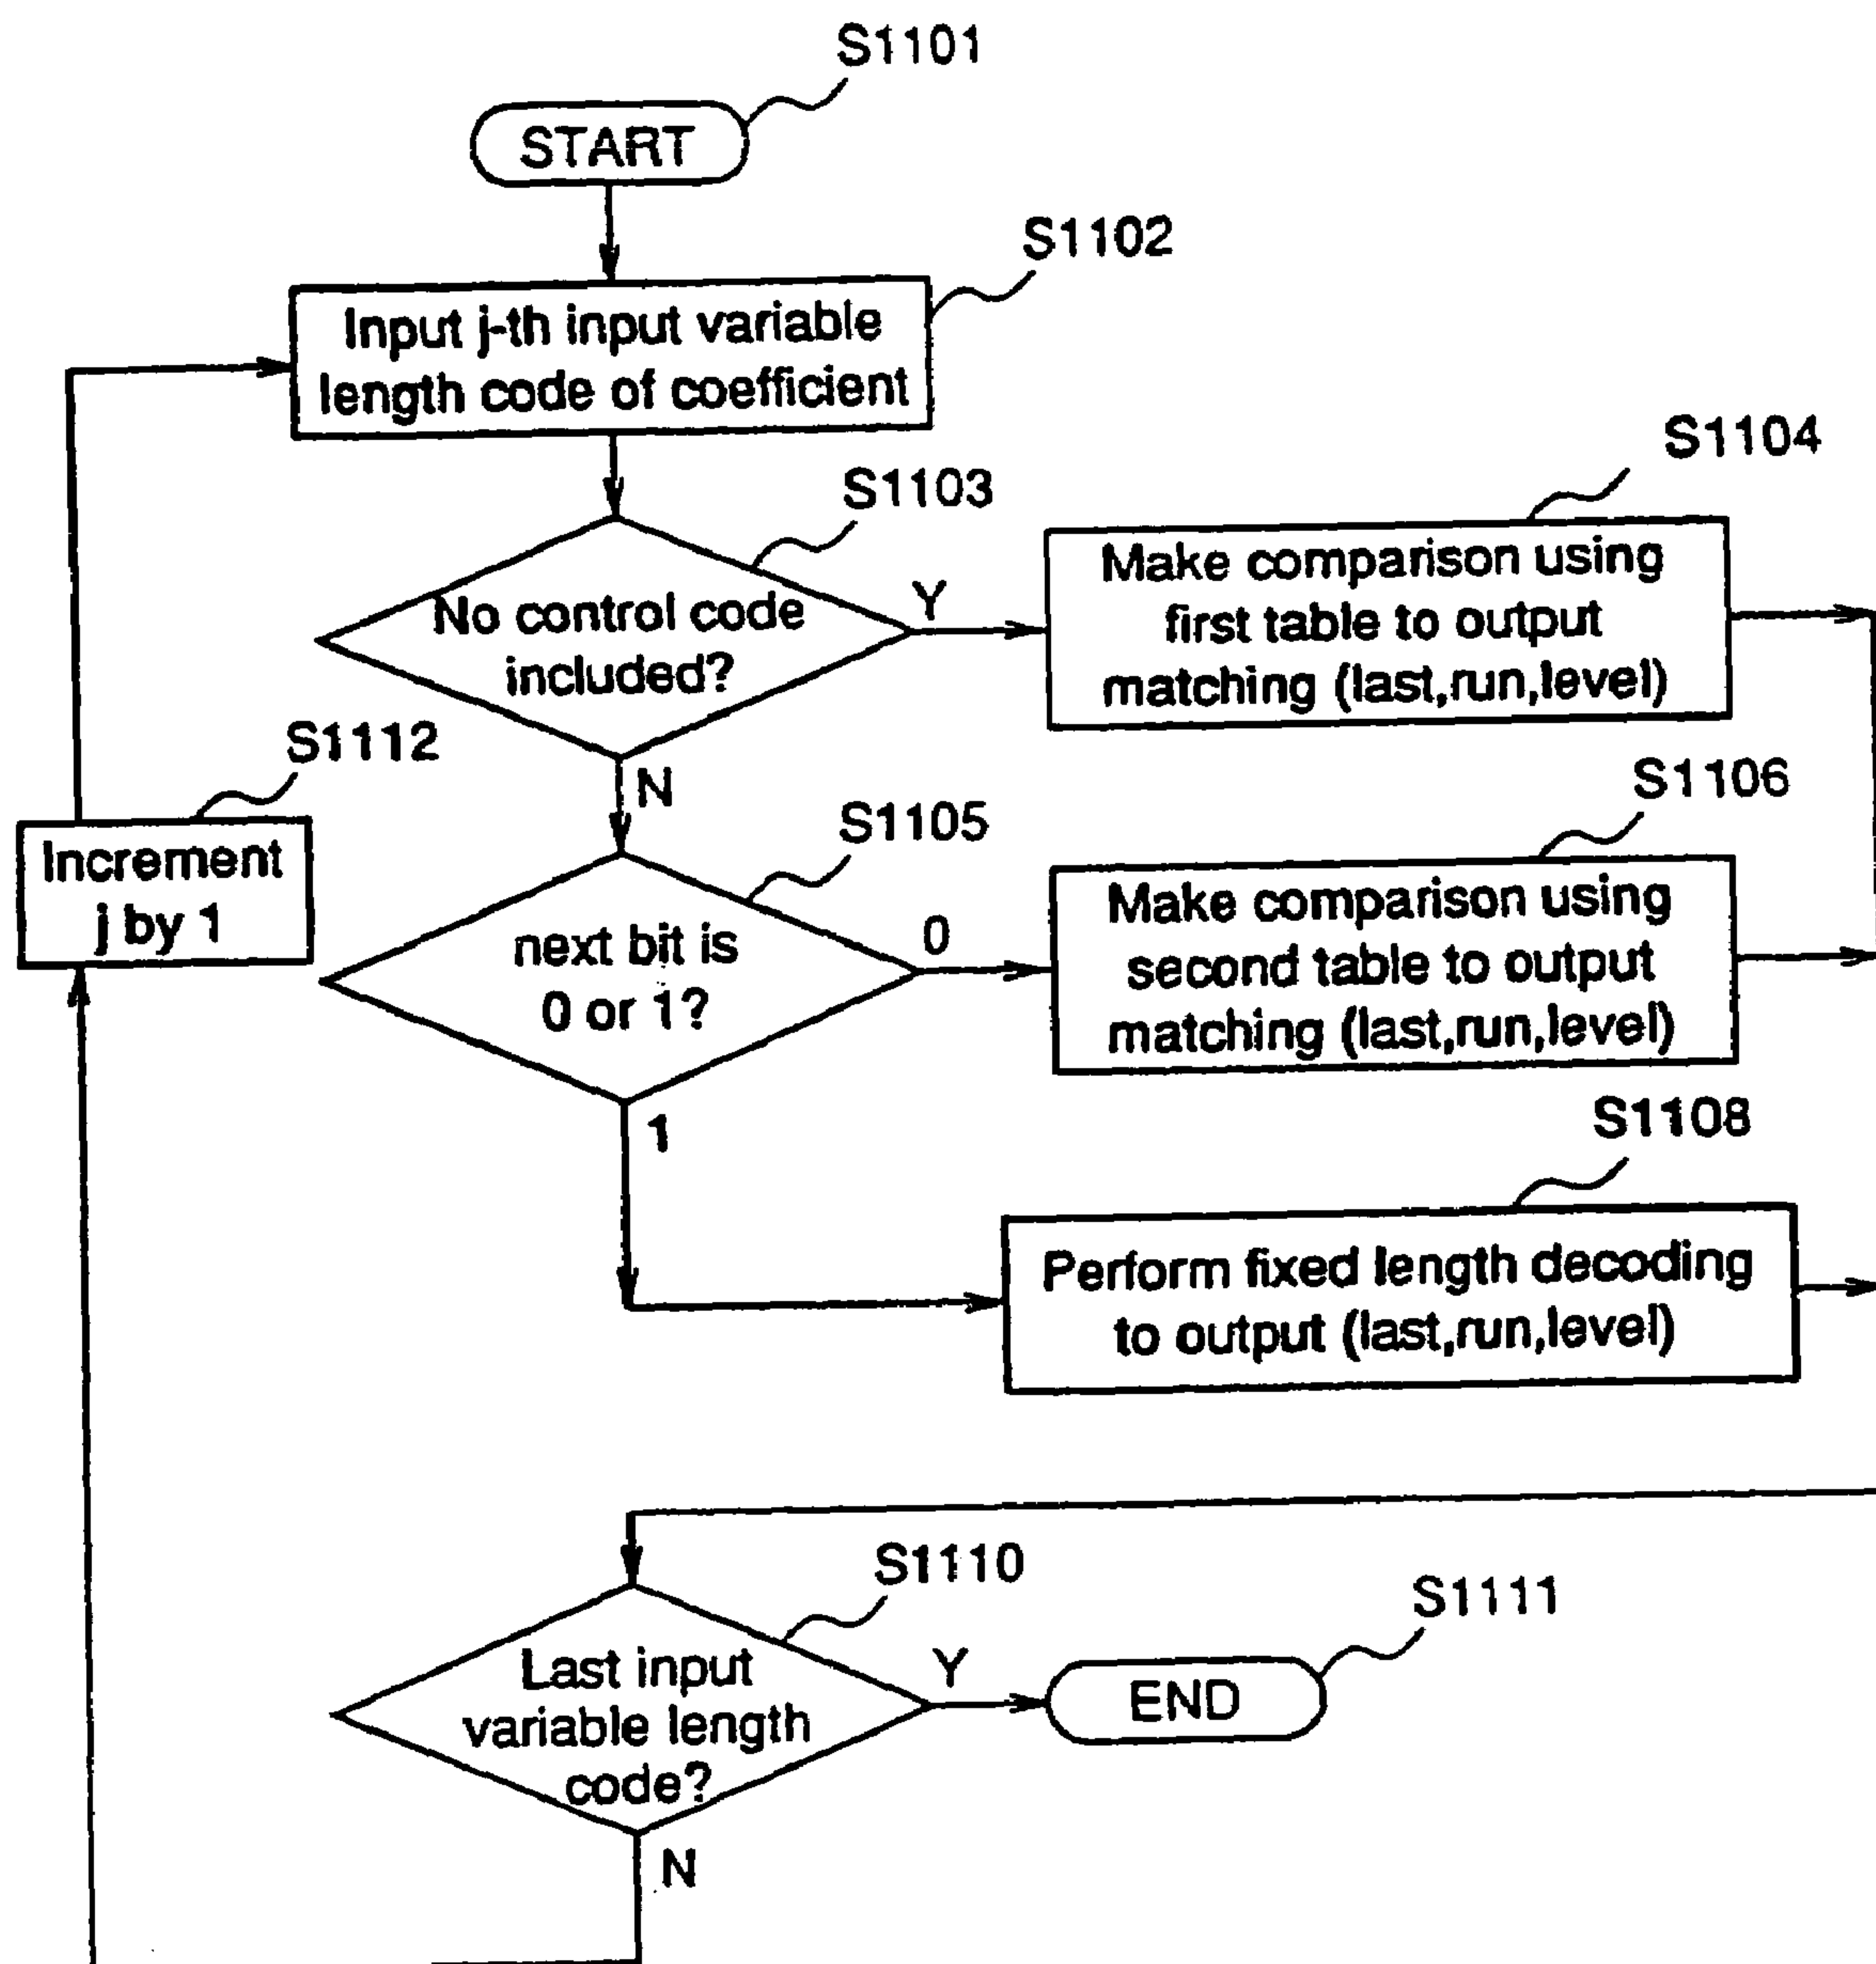 S1101
START
S1102
Input j-th input variable
length code of coefficient
S1103
S1104
No control code
included?
Y
Make comparison using
first table to output
matching (last,run,level)
N
S1112
Increment
j by 1
S1105
S1106
next bit is
0 or 1?
0
Make comparison using
second table to output
matching (last,run,level)
1
S1108
Perform fixed length decoding
to output (last,run,level)
S1110
S1111
Last input
variable length
code?
Y
END
N